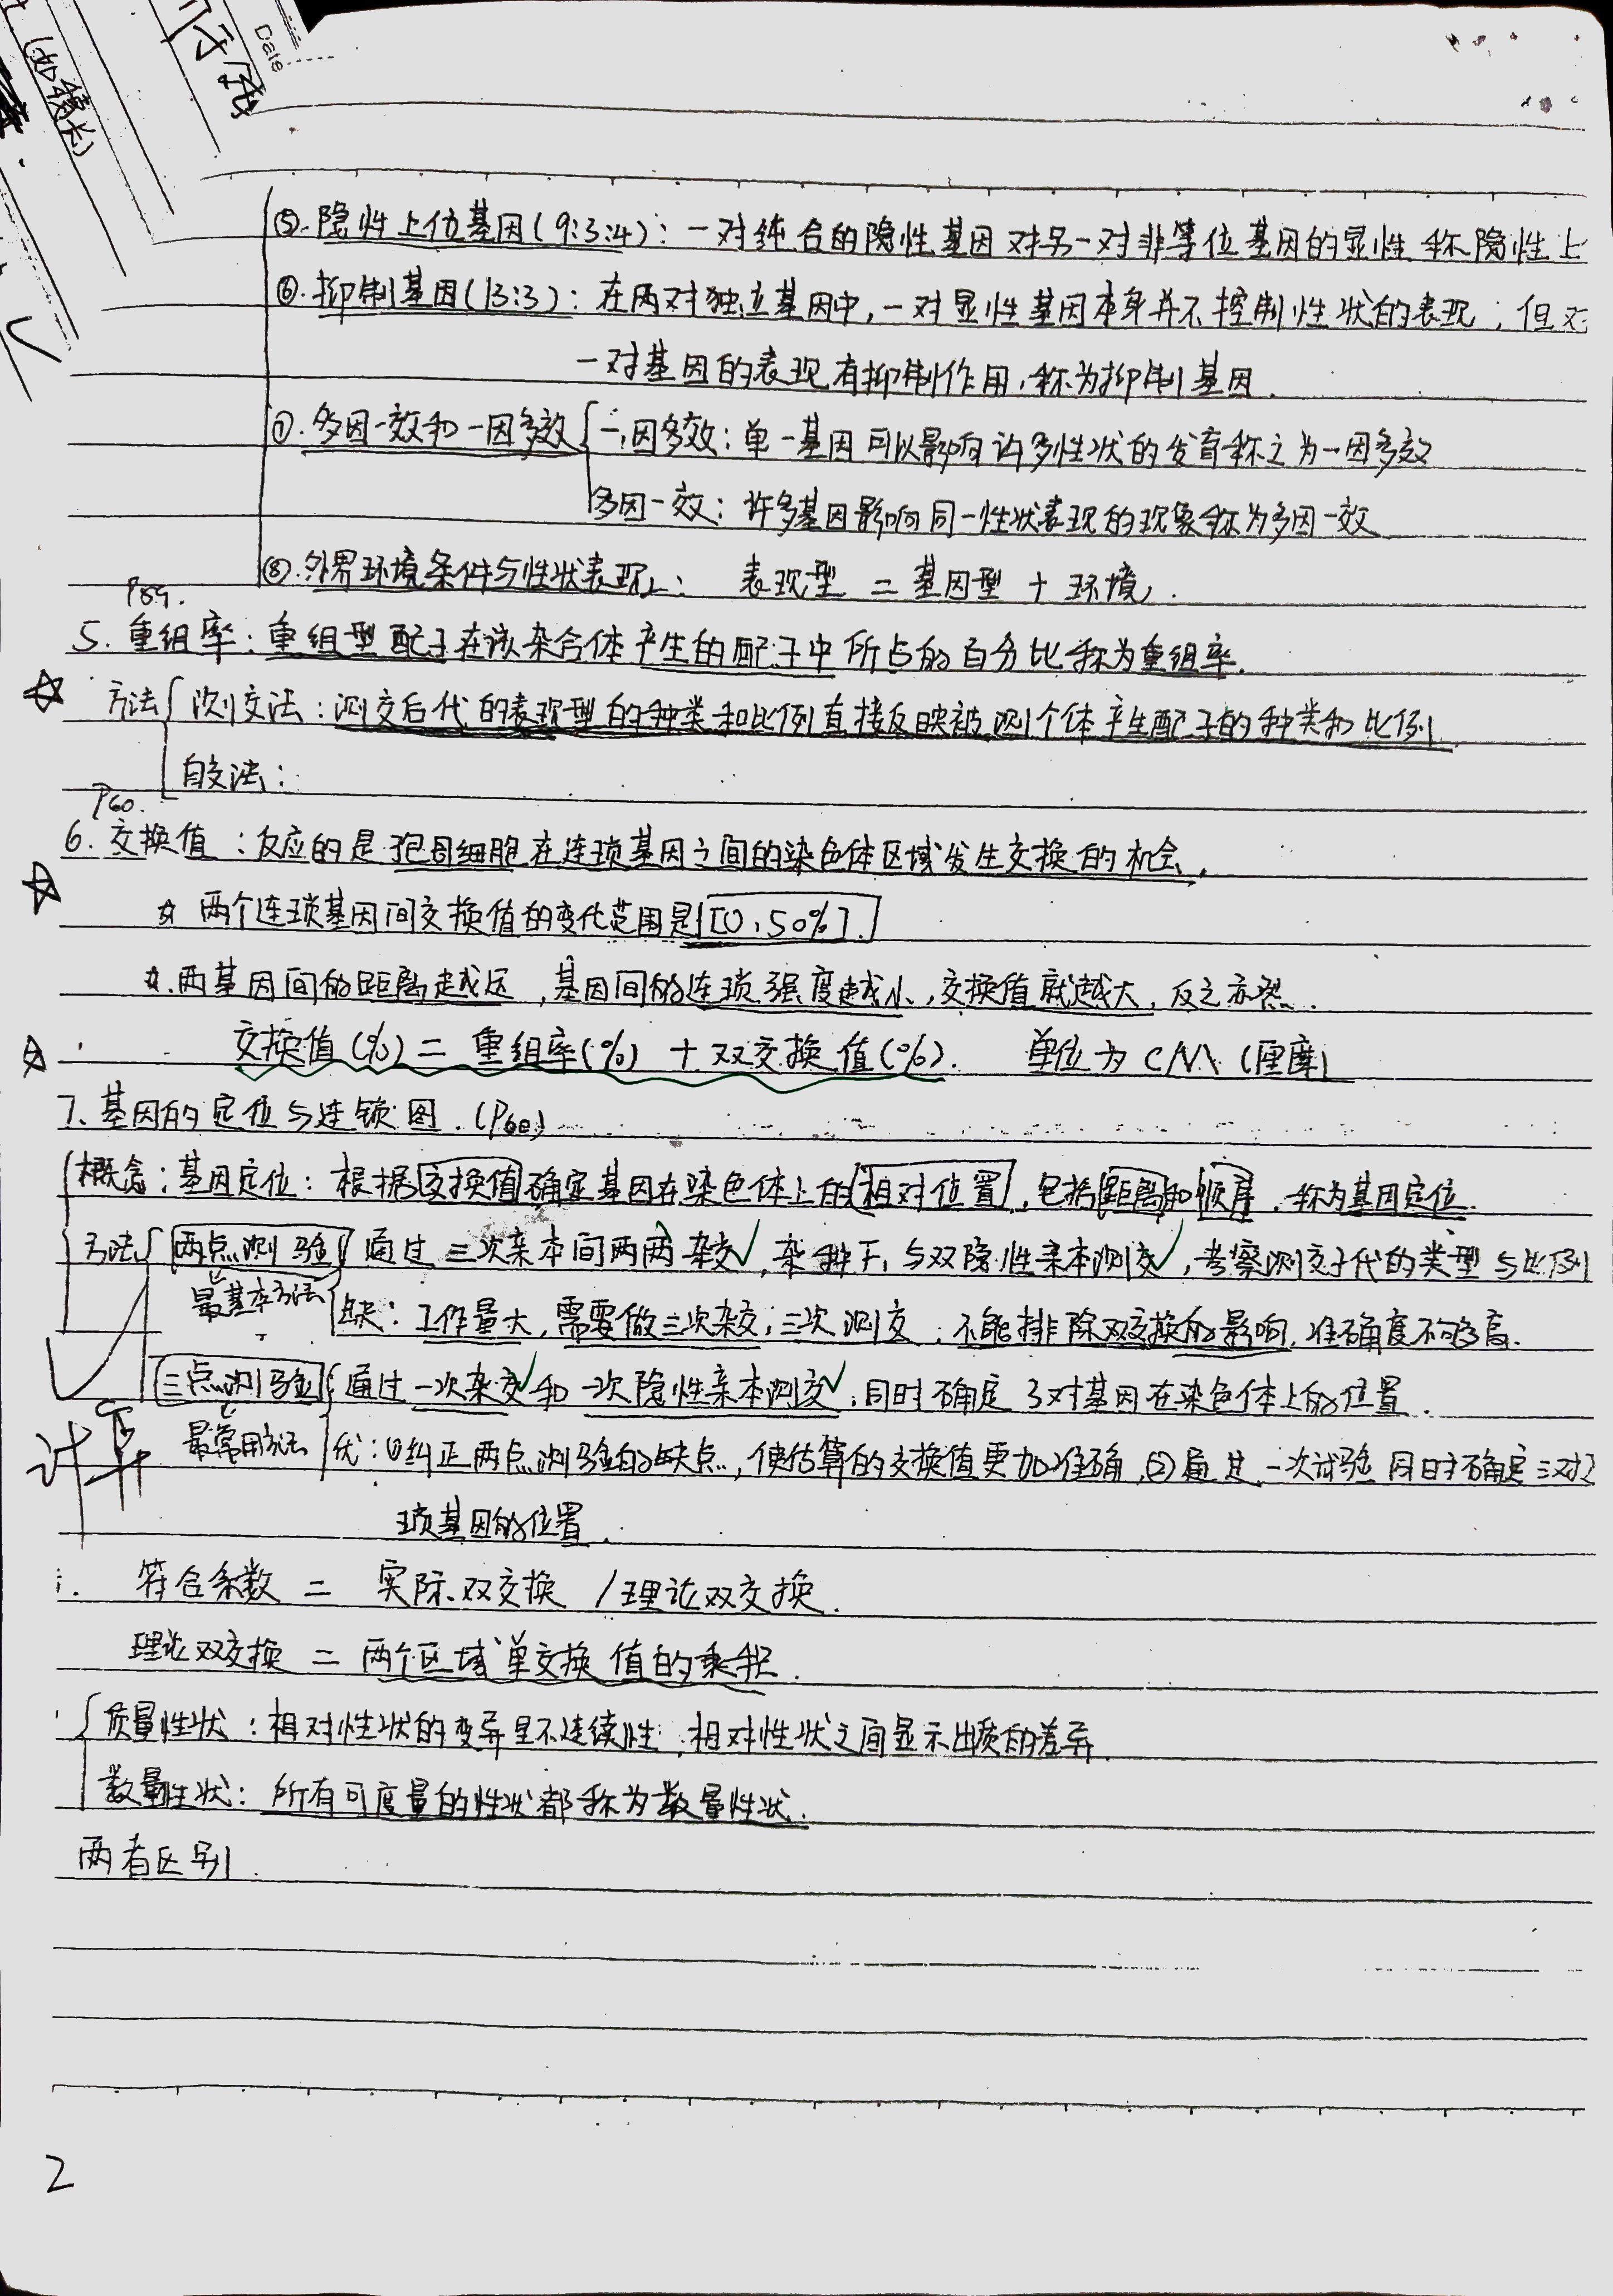 Date
⑤.隐性上位基因(9:3:4):一对纯合的隐性基因对另一对非等位基因的显性 称隐性上
⑥.抑制基因(13:3):在两对独立基因中,一对显性基因本身并不控制性状的表现;但对
一对基因的表现有抑制作用,称为抑制基因.
⑦.多因一效和一因多效 一因多效:单一基因可以影响许多性状的发育称之为一因多效
多因一效:许多基因影响同一性状表现的现象称为多因一效
⑧.外界环境条件与性状表现上: 表现型 = 基因型 + 环境.
P59.
5. 重组率:重组型配子在该杂合体产生的配子中所占的百分比称为重组率.
☆ 方法 测交法:测交后代的表现型的种类和比例直接反映被测个体产生配子的种类和比例
自交法:
P60.
6. 交换值:反应的是孢母细胞在连琐基因之间的染色体区域发生交换的机会.
☆ ☆ 两个连琐基因间交换值的变化范围是[0,50%].
☆.两基因间的距离越远,基因间的连琐强度越小,交换值就越大,反之亦然.
☆ 交换值(%) = 重组率(%) + 双交换值(%). 单位为 cM (厘摩)
7.基因的定位与连锁图.(P60)
概念:基因定位:根据交换值确定基因在染色体上的相对位置,包括距离和顺序,称为基因定位.
方法 两点测验 通过三次亲本间两两杂交✓,杂种F₁与双隐性亲本测交✓,考察测交子代的类型与比例
最基本方法 缺:工作量大,需要做三次杂交;三次测交;不能排除双交换的影响,准确度不够高.
三点测验 通过一次杂交✓和一次隐性亲本测交✓,同时确定3对基因在染色体上的位置.
计算 最常用方法 优:①纠正两点测验的缺点,使估算的交换值更加准确,②通过一次试验同时确定三对
琐基因的位置.
符合系数 = 实际双交换 / 理论双交换.
理论双交换 = 两个区域单交换值的乘积.
质量性状:相对性状的变异呈不连续性,相对性状之间显示出质的差异.
数量性状:所有可度量的性状都称为数量性状.
两者区别.
2